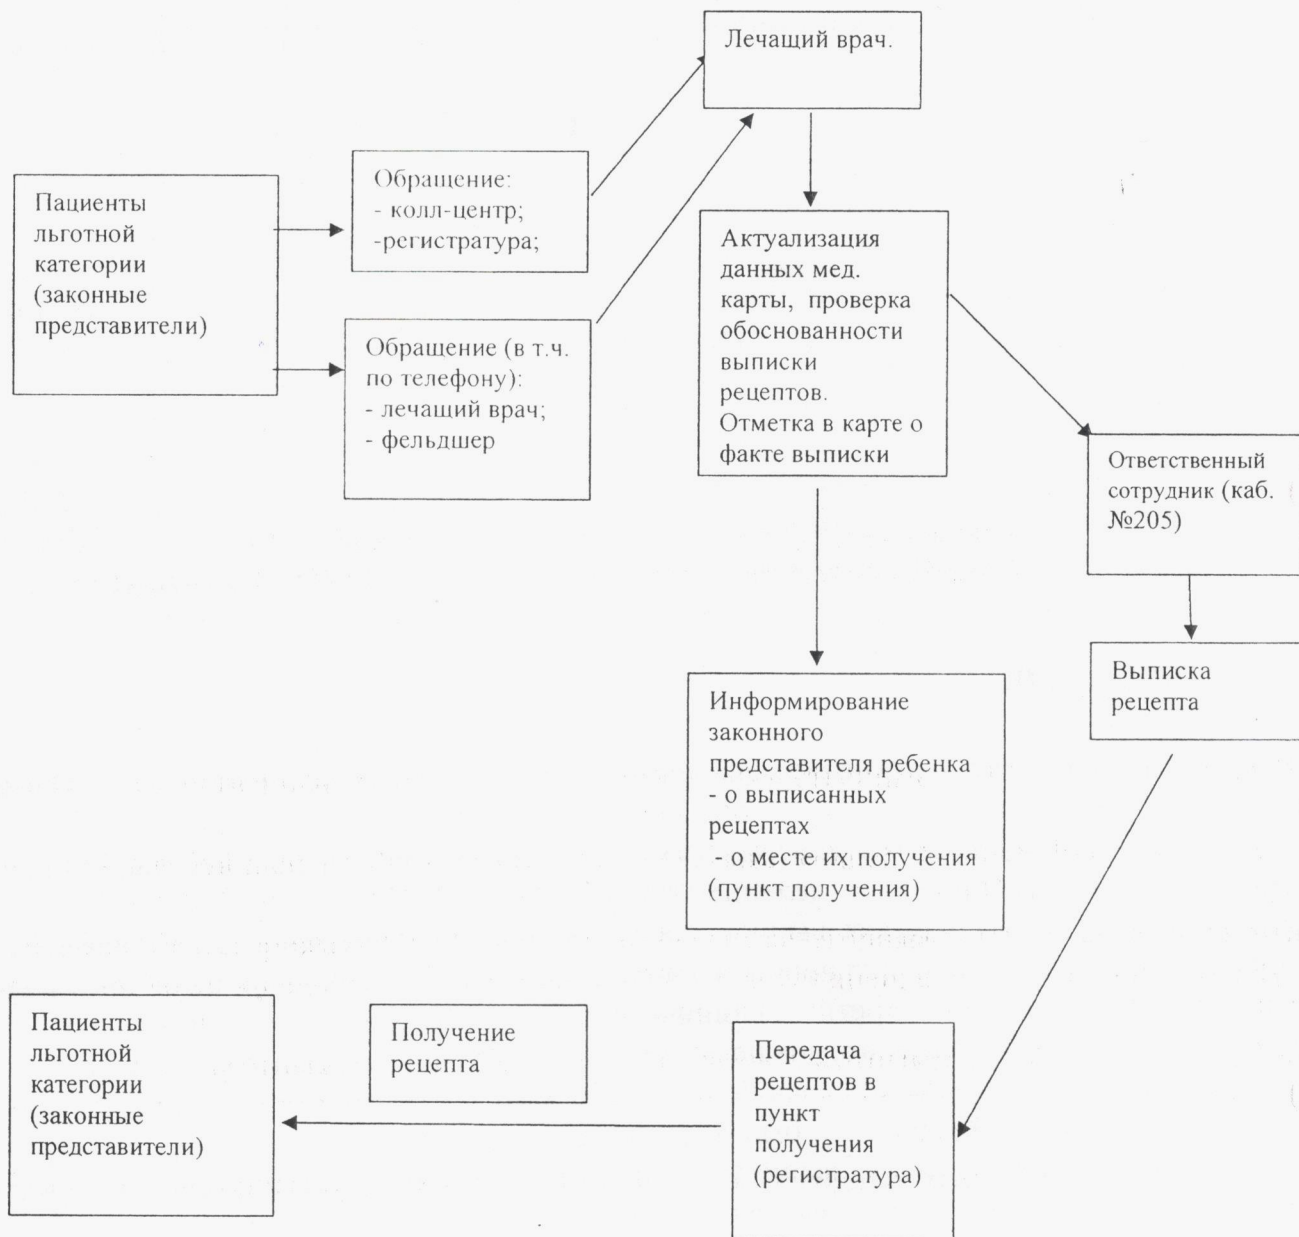 Лечащий врач.
Пациенты
льготной
категории
(законные
представители)
Обращение:
- колл-центр;
-регистратура;
Обращение (в т.ч.
по телефону):
- лечащий врач;
- фельдшер
Актуализация
данных мед.
карты, проверка
обоснованности
выписки
рецептов.
Отметка в карте о
факте выписки
Ответственный
сотрудник (каб.
№205)
Выписка
рецепта
Информирование
законного
представителя ребенка
- о выписанных
рецептах
- о месте их получения
(пункт получения)
Пациенты
льготной
категории
(законные
представители)
Получение
рецепта
Передача
рецептов в
пункт
получения
(регистратура)